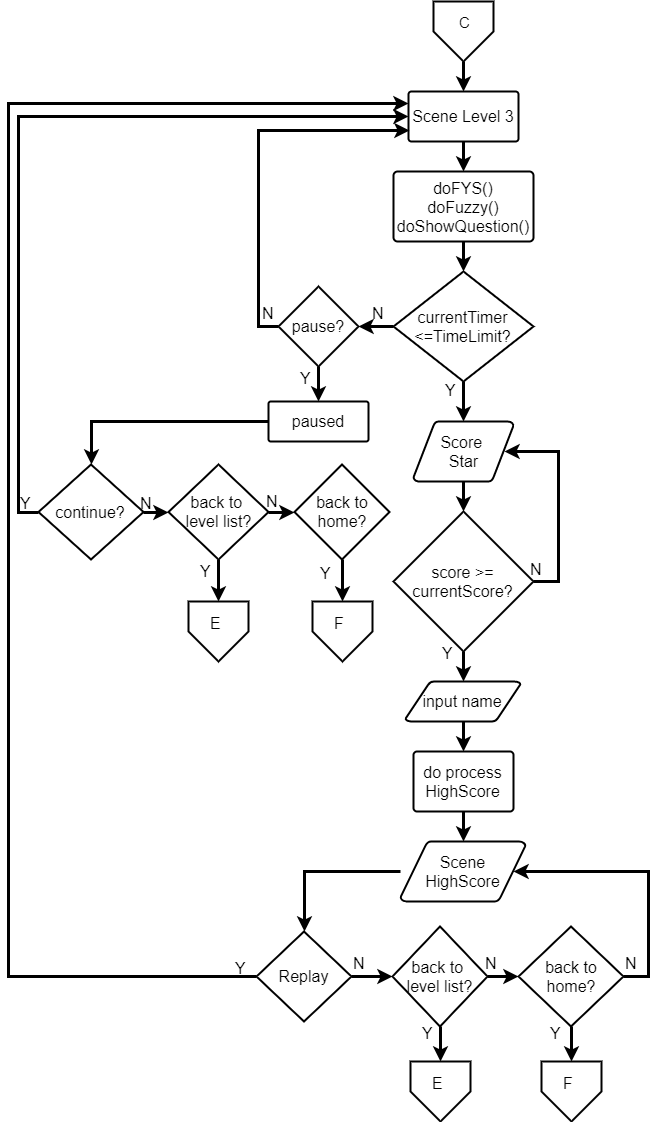 C
Scene Level 3
doFYS()
doFuzzy()
doShowQuestion()
currentTimer
<=TimeLimit?
N
pause?
N
Y
Y
paused
Score
Star
continue?
Y
N
back to
level list?
N
back to
home?
Y
Y
E
F
score >=
currentScore?
N
Y
input name
do process
HighScore
Scene
HighScore
Replay
Y
N
back to
level list?
N
back to
home?
N
Y
Y
E
F